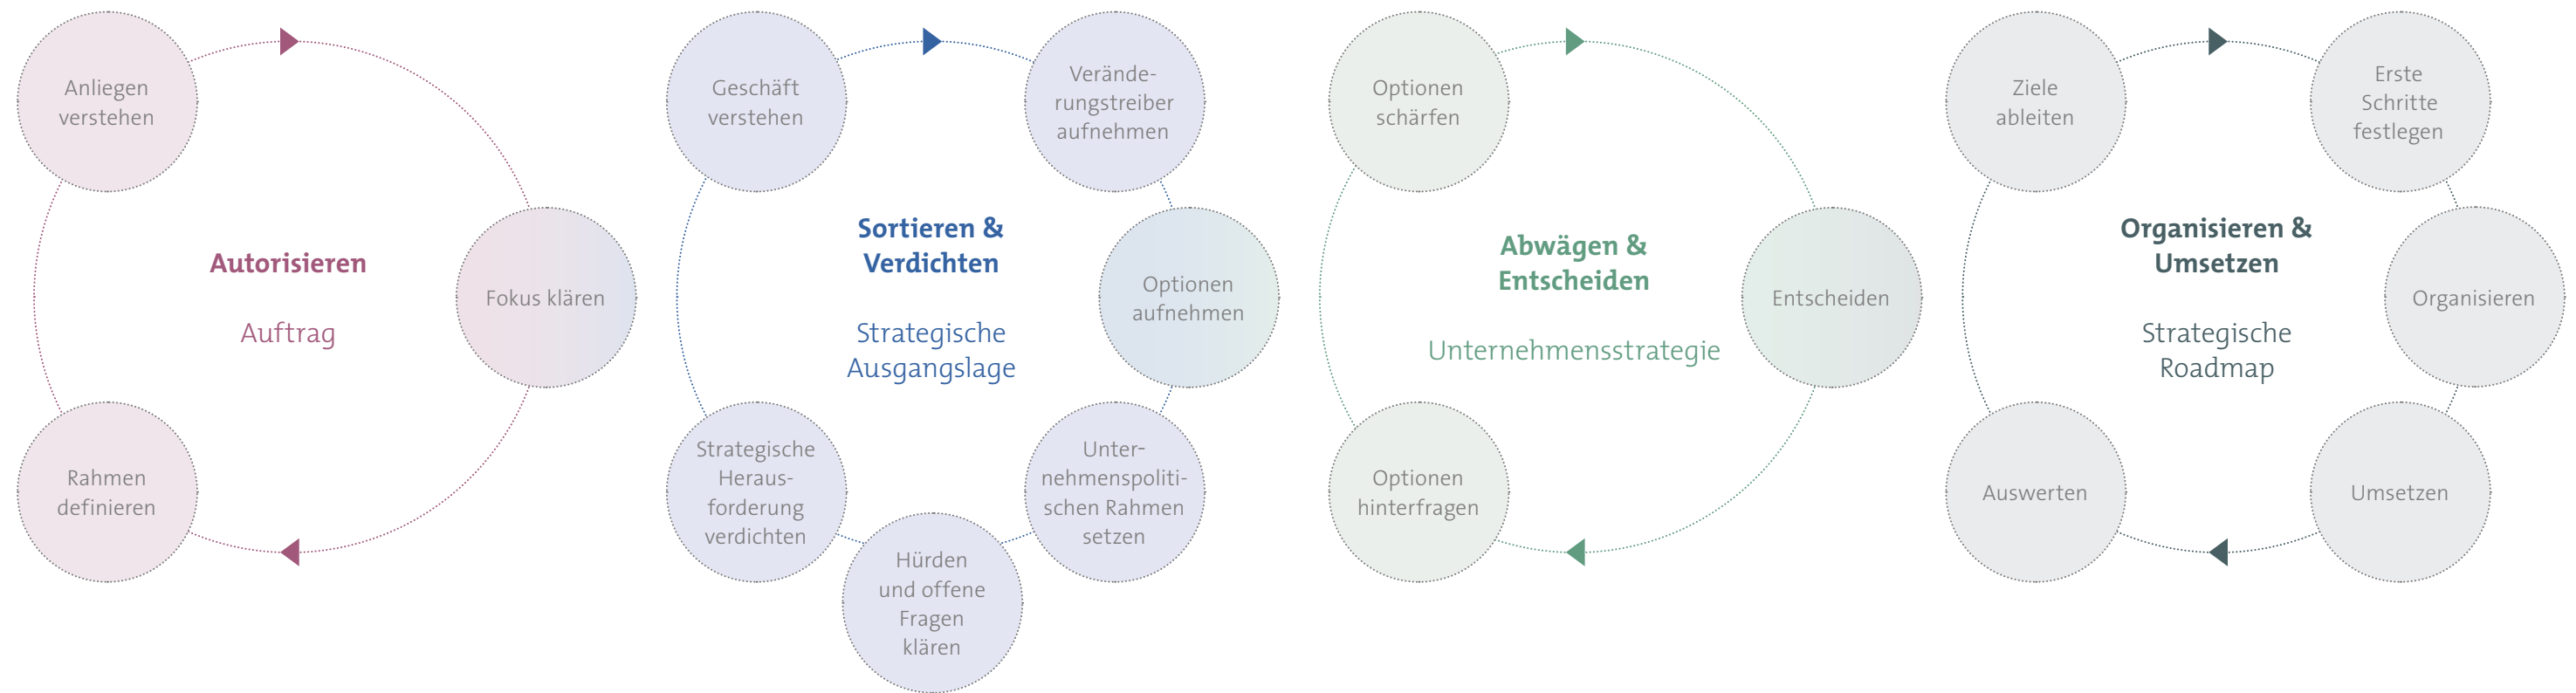 Anliegen
verstehen
Fokus klären
Rahmen
definieren
Autorisieren
Auftrag
Geschäft
verstehen
Verände-
rungstreiber
aufnehmen
Optionen
aufnehmen
Unter-
nehmenspoliti-
schen Rahmen
setzen
Hürden
und offene
Fragen
klären
Strategische
Heraus-
forderung
verdichten
Sortieren &
Verdichten
Strategische
Ausgangslage
Optionen
schärfen
Entscheiden
Optionen
hinterfragen
Abwägen &
Entscheiden
Unternehmensstrategie
Ziele
ableiten
Erste
Schritte
festlegen
Organisieren
Umsetzen
Auswerten
Organisieren &
Umsetzen
Strategische
Roadmap